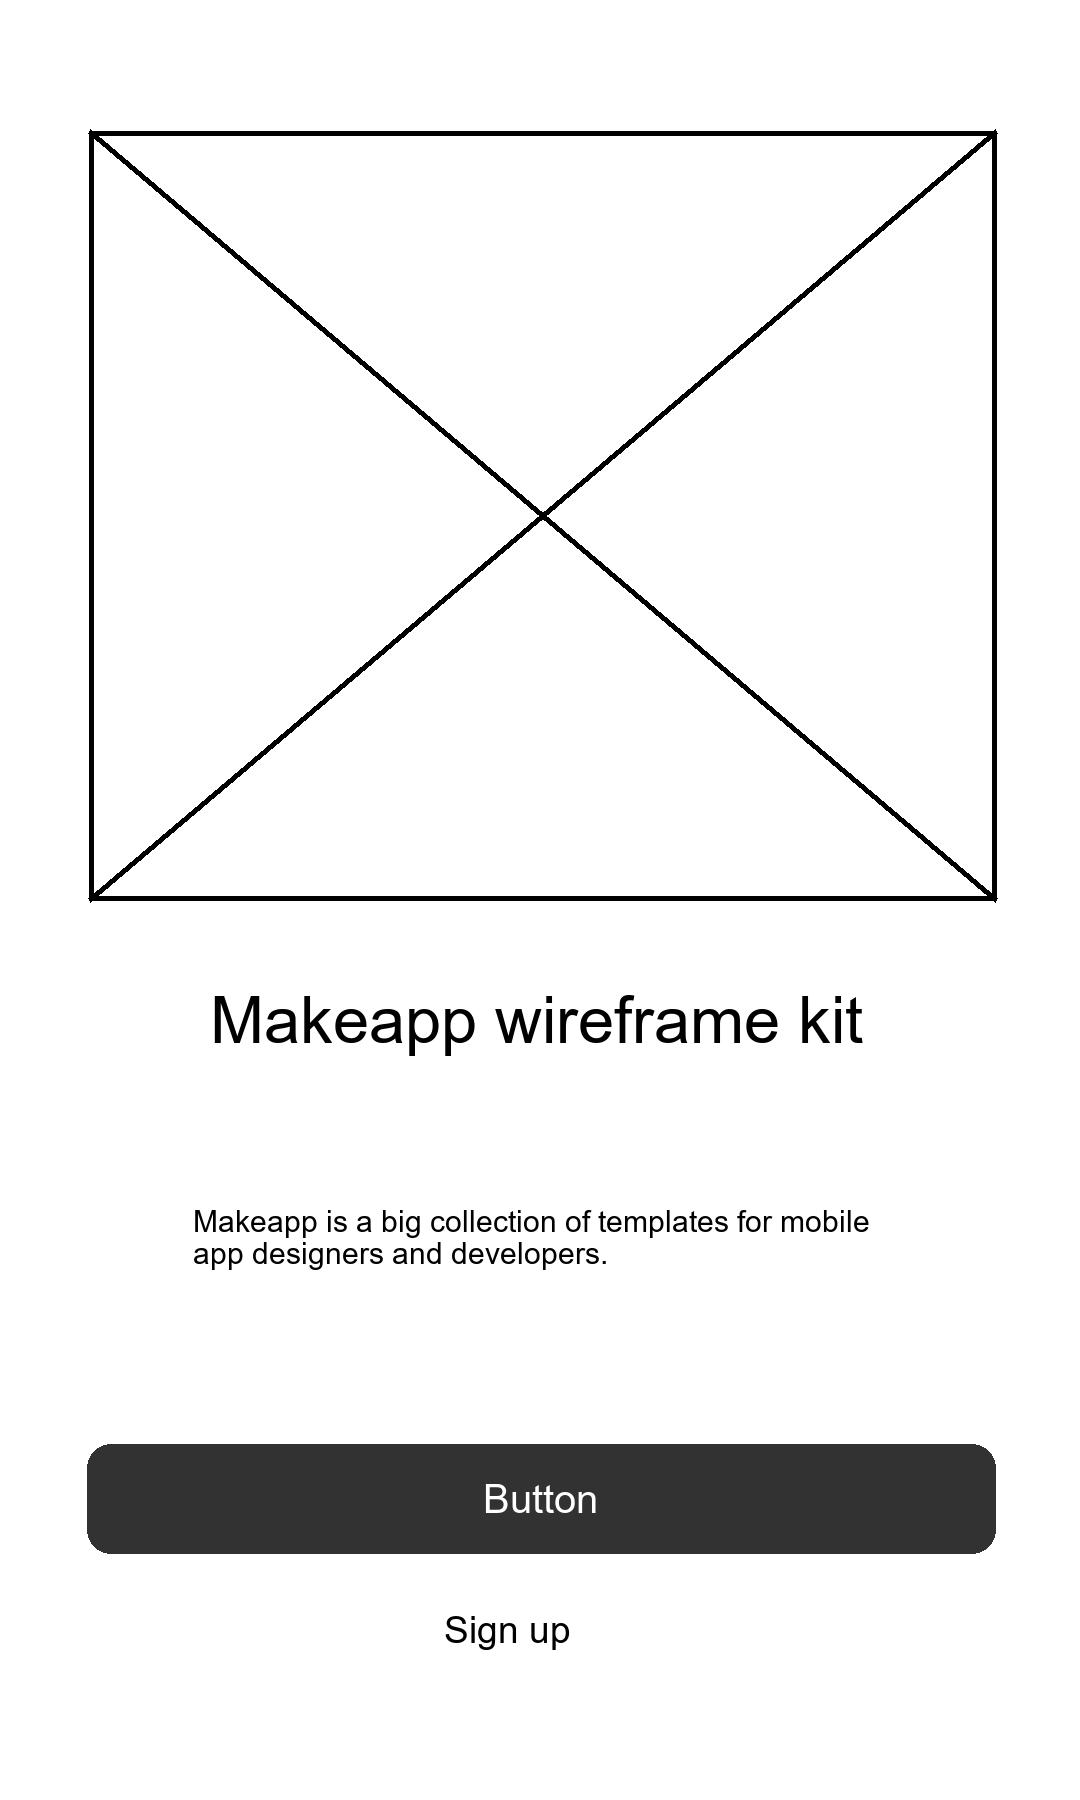 Makeapp wireframe kit
Makeapp is a big collection of templates for mobile
app designers and developers.
Button
Sign up